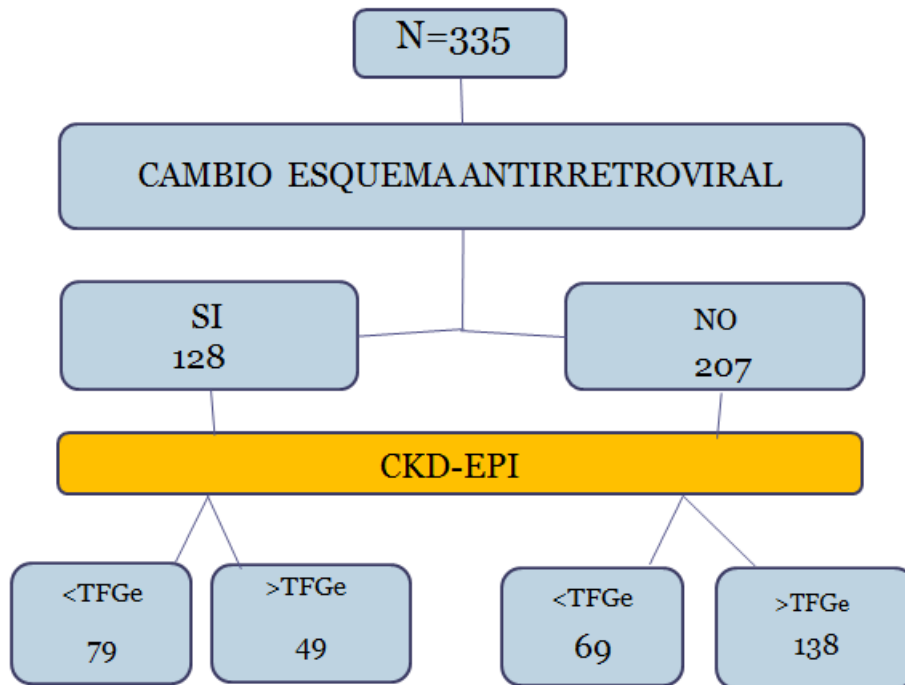 N=335
CAMBIO ESQUEMA ANTIRRETROVIRAL
SI
128
NO
207
CKD-EPI
<TFGe
79
>TFGe
49
<TFGe
69
>TFGe
138